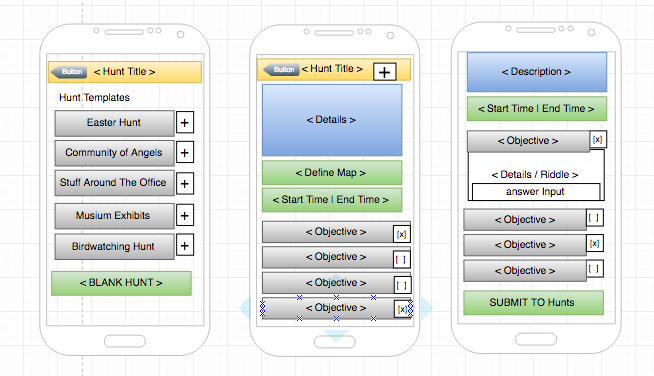 Button
< Hunt Title >
Hunt Templates
Easter Hunt
+
Community of Angels
+
Stuff Around The Office
+
Musium Exhibits
+
Birdwatching Hunt
+
< BLANK HUNT >
Button
< Hunt Title >
+
< Details >
< Define Map >
< Start Time | End Time >
< Objective >
[x]
< Objective >
[ ]
< Objective >
[ ]
< Objective >
[x]
< Description >
< Start Time | End Time >
< Objective >
[x]
< Details / Riddle >
answer Input
< Objective >
[ ]
< Objective >
[x]
< Objective >
[ ]
SUBMIT TO Hunts